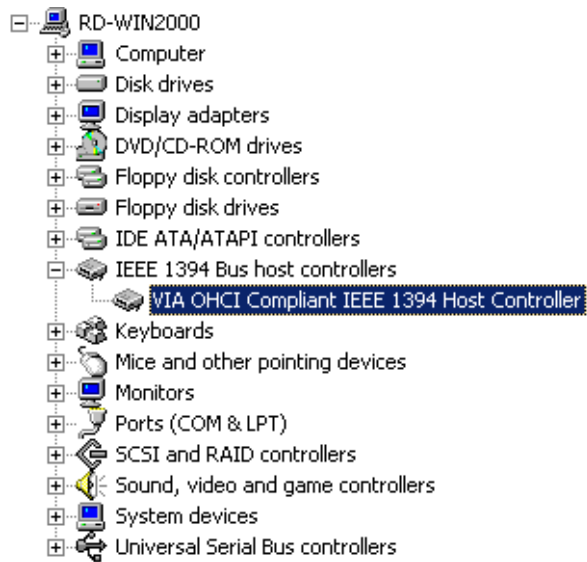 RD-WIN2000
Computer
Disk drives
Display adapters
DVD/CD-ROM drives
Floppy disk controllers
Floppy disk drives
IDE ATA/ATAPI controllers
IEEE 1394 Bus host controllers
VIA OHCI Compliant IEEE 1394 Host Controller
Keyboards
Mice and other pointing devices
Monitors
Ports (COM & LPT)
SCSI and RAID controllers
Sound, video and game controllers
System devices
Universal Serial Bus controllers